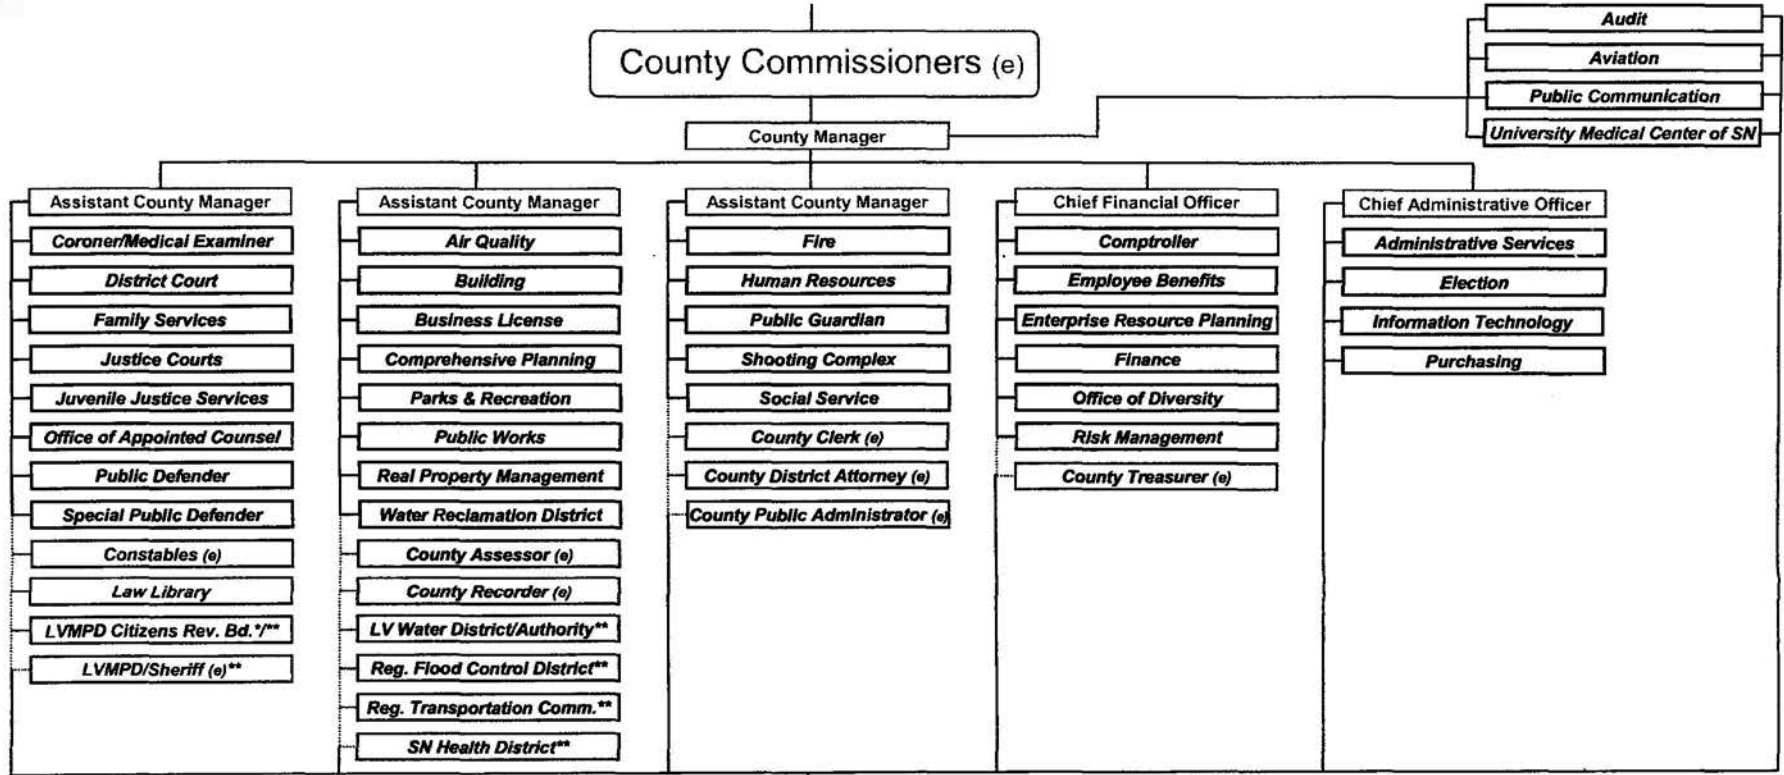 County Commissioners (e)
County Manager
Audit
Aviation
Public Communication
University Medical Center of SN
Assistant County Manager
Coroner/Medical Examiner
District Court
Family Services
Justice Courts
Juvenile Justice Services
Office of Appointed Counsel
Public Defender
Special Public Defender
Constables (e)
Law Library
LVMPD Citizens Rev. Bd.*/**
LVMPD/Sheriff (e)**
Assistant County Manager
Air Quality
Building
Business License
Comprehensive Planning
Parks & Recreation
Public Works
Real Property Management
Water Reclamation District
County Assessor (e)
County Recorder (e)
LV Water District/Authority**
Reg. Flood Control District**
Reg. Transportation Comm.**
SN Health District**
Assistant County Manager
Fire
Human Resources
Public Guardian
Shooting Complex
Social Service
County Clerk (e)
County District Attorney (e)
County Public Administrator (e)
Chief Financial Officer
Comptroller
Employee Benefits
Enterprise Resource Planning
Finance
Office of Diversity
Risk Management
County Treasurer (e)
Chief Administrative Officer
Administrative Services
Election
Information Technology
Purchasing